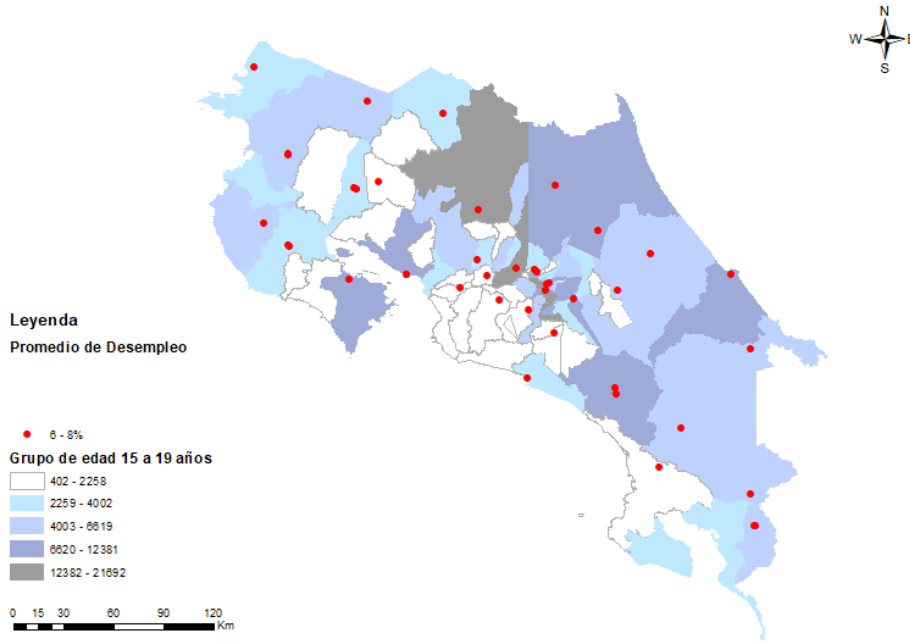 N
W E
S
Leyenda
Promedio de Desempleo
6 - 8%
Grupo de edad 15 a 19 años
402 - 2258
2259 - 4002
4003 - 6619
6620 - 12381
12382 - 21692
0 15 30 60 90 120
Km